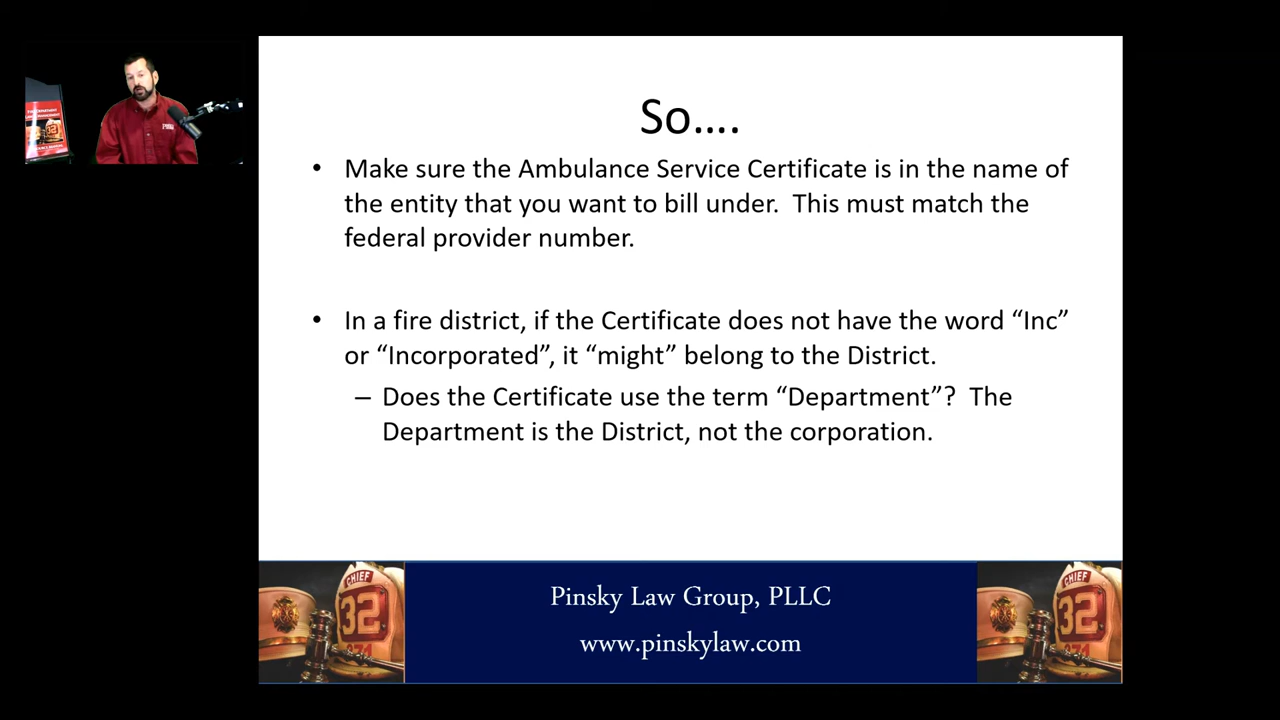 So….
• Make sure the Ambulance Service Certificate is in the name of
the entity that you want to bill under.  This must match the
federal provider number.
• In a fire district, if the Certificate does not have the word “Inc”
or “Incorporated”, it “might” belong to the District.
– Does the Certificate use the term “Department”?  The
Department is the District, not the corporation.
CHIEF
32
CHIEF
32
Pinsky Law Group, PLLC
www.pinskylaw.com